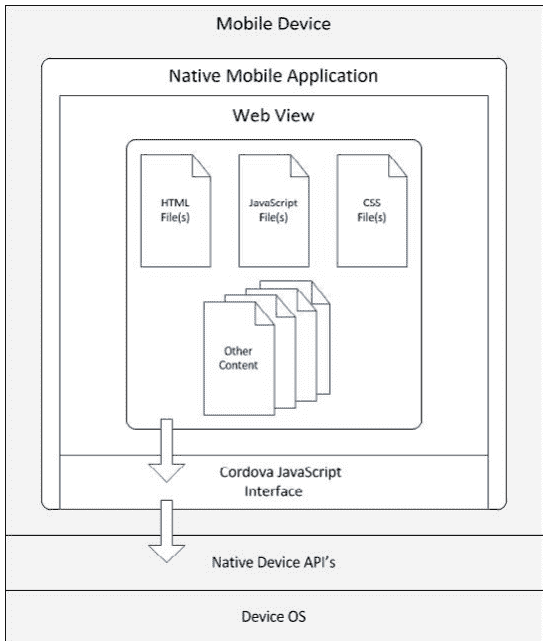 Mobile Device
Native Mobile Application
Web View
HTML
File(s)
JavaScript
File(s)
CSS
File(s)
Other
Content
Cordova JavaScript
Interface
Native Device API's
Device OS